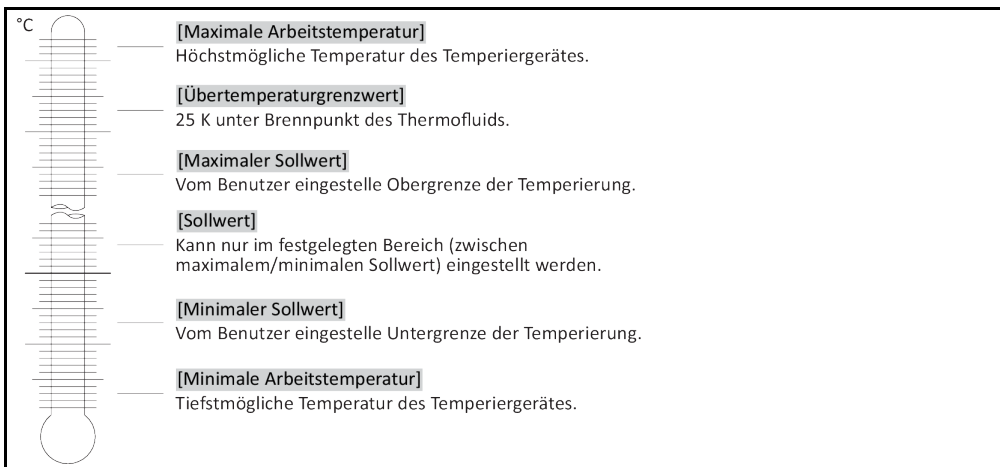 °C
[Maximale Arbeitstemperatur]
Höchstmögliche Temperatur des Temperiergerätes.
[Übertemperaturgrenzwert]
25 K unter Brennpunkt des Thermofluids.
[Maximaler Sollwert]
Vom Benutzer eingestelle Obergrenze der Temperierung.
[Sollwert]
Kann nur im festgelegten Bereich (zwischen
maximalem/minimalen Sollwert) eingestellt werden.
[Minimaler Sollwert]
Vom Benutzer eingestelle Untergrenze der Temperierung.
[Minimale Arbeitstemperatur]
Tiefstmögliche Temperatur des Temperiergerätes.